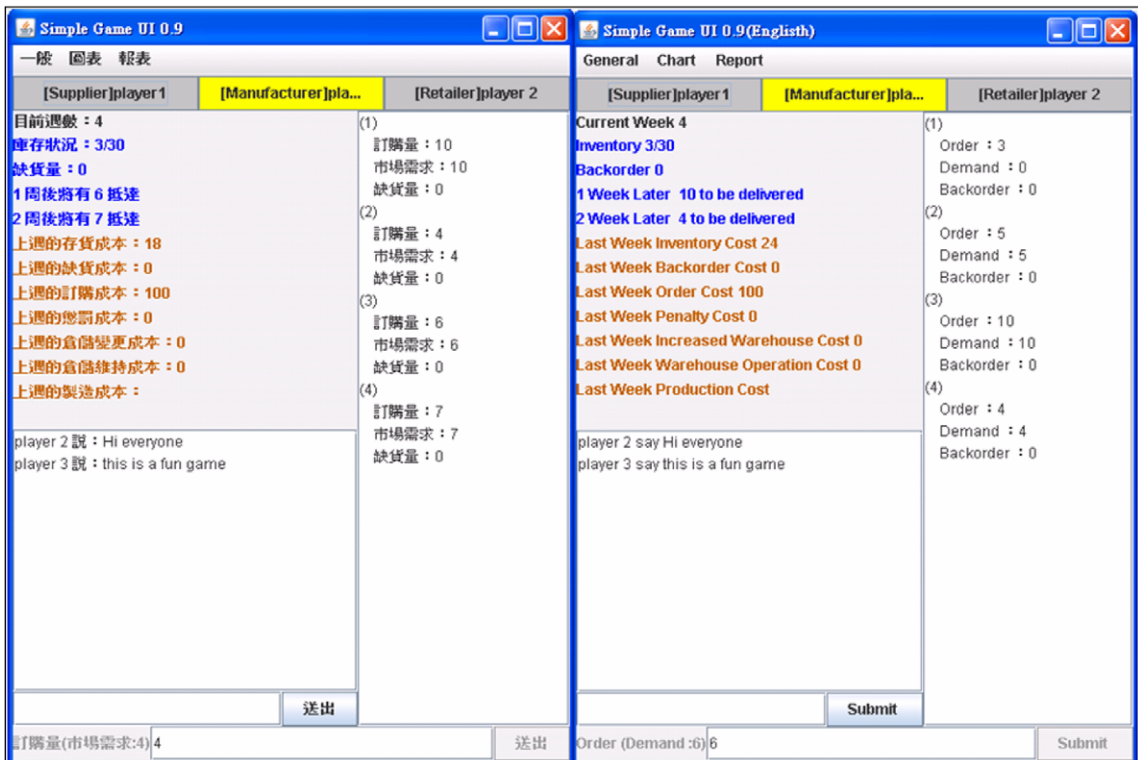 Simple Game UI 0.9
一般 圖表 報表
[Supplier]player1 [Manufacturer]pla... [Retailer]player 2
目前週數：4
庫存狀況：3/30
缺貨量：0
1 周後將有 6 抵達
2 周後將有 7 抵達
上週的存貨成本：18
上週的缺貨成本：0
上週的訂購成本：100
上週的懲罰成本：0
上週的倉儲變更成本：0
上週的倉儲維持成本：0
上週的製造成本：
(1)
訂購量：10
市場需求：10
缺貨量：0
(2)
訂購量：4
市場需求：4
缺貨量：0
(3)
訂購量：6
市場需求：6
缺貨量：0
(4)
訂購量：7
市場需求：7
缺貨量：0
player 2 說：Hi everyone
player 3 說：this is a fun game
送出
訂購量(市場需求:4) 4 送出
Simple Game UI 0.9(Englisth)
General Chart Report
[Supplier]player1 [Manufacturer]pla... [Retailer]player 2
Current Week 4
Inventory 3/30
Backorder 0
1 Week Later 10 to be delivered
2 Week Later 4 to be delivered
Last Week Inventory Cost 24
Last Week Backorder Cost 0
Last Week Order Cost 100
Last Week Penalty Cost 0
Last Week Increased Warehouse Cost 0
Last Week Warehouse Operation Cost 0
Last Week Production Cost
(1)
Order：3
Demand：0
Backorder：0
(2)
Order：5
Demand：5
Backorder：0
(3)
Order：10
Demand：10
Backorder：0
(4)
Order：4
Demand：4
Backorder：0
player 2 say Hi everyone
player 3 say this is a fun game
Submit
Order (Demand :6) 6 Submit